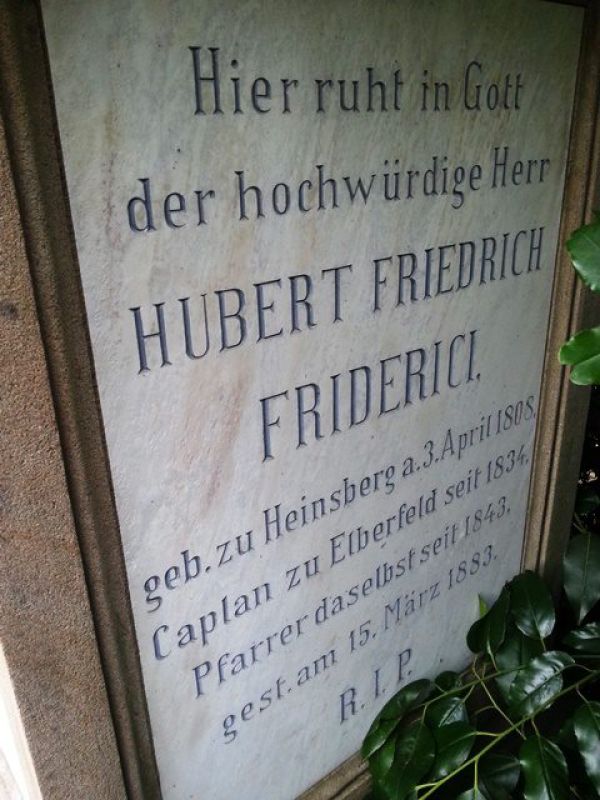 Hier ruht in Gott
der hochwürdige Herr
HUBERT FRIEDRICH
FRIDERICI,
geb. zu Heinsberg a. 3. April 1808,
Caplan zu Elberfeld seit 1834,
Pfarrer daselbst seit 1843,
gest. am 15. März 1883.
R. I. P.